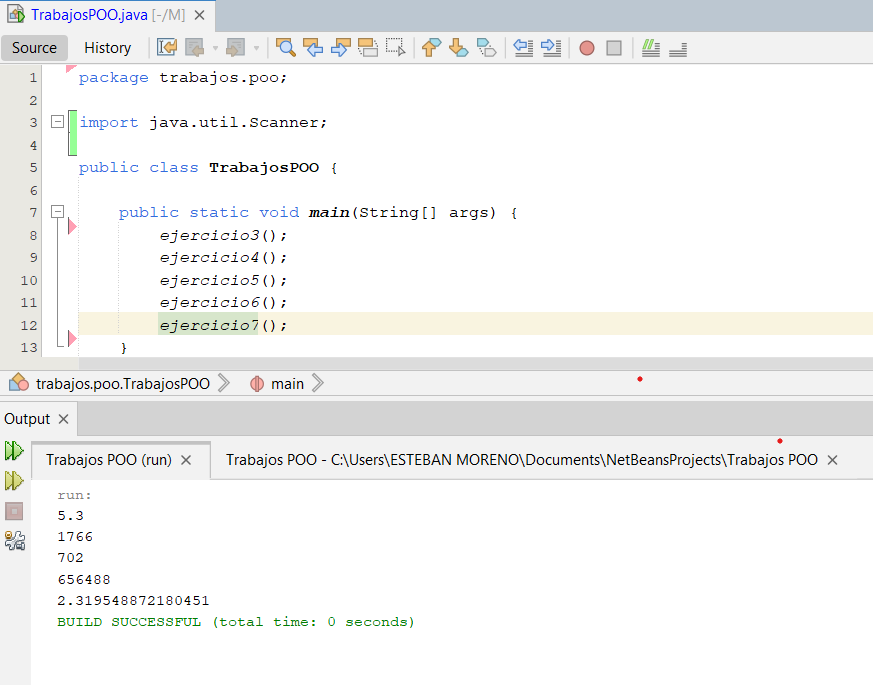 TrabajosPOO.java [-/M]
Source History
1 package trabajos.poo;
2
3 import java.util.Scanner;
4
5 public class TrabajosPOO {
6
7 public static void main(String[] args) {
8 ejercicio3();
9 ejercicio4();
10 ejercicio5();
11 ejercicio6();
12 ejercicio7();
13 }
trabajos.poo.TrabajosPOO main
Output
Trabajos POO (run) Trabajos POO - C:\Users\ESTEBAN MORENO\Documents\NetBeansProjects\Trabajos POO
run:
5.3
1766
702
656488
2.319548872180451
BUILD SUCCESSFUL (total time: 0 seconds)